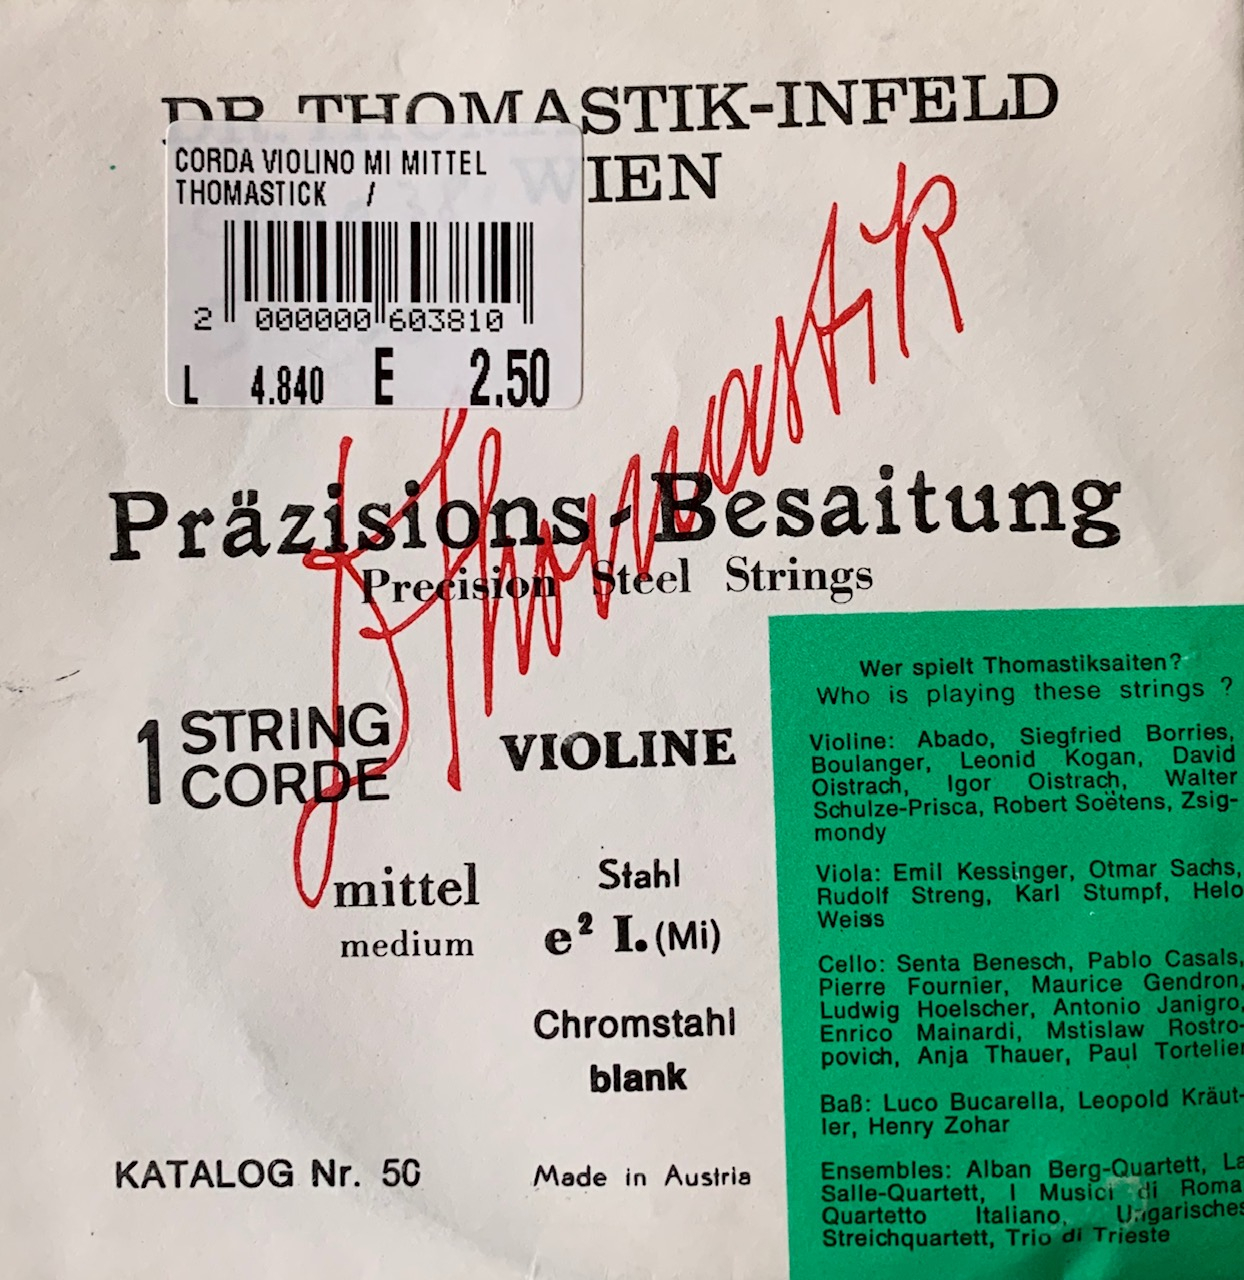 DR. THOMASTIK-INFELD
WIEN
CORDA VIOLINO MI MITTEL
THOMASTICK /
2 000000 603810
L 4.840 E 2.50
Thomastik
Präzisions-Besaitung
Precision Steel Strings
1 STRING
CORDE
VIOLINE
mittel
medium
Stahl
e² I. (Mi)
Chromstahl
blank
KATALOG Nr. 50
Made in Austria
Wer spielt Thomastiksaiten?
Who is playing these strings ?
Violine: Abado, Siegfried Borries,
Boulanger, Leonid Kogan, David
Oistrach, Igor Oistrach, Walter
Schulze-Prisca, Robert Soëtens, Zsig-
mondy
Viola: Emil Kessinger, Otmar Sachs,
Rudolf Streng, Karl Stumpf, Helo
Weiss
Cello: Senta Benesch, Pablo Casals,
Pierre Fournier, Maurice Gendron,
Ludwig Hoelscher, Antonio Janigro,
Enrico Mainardi, Mstislaw Rostro-
povich, Anja Thauer, Paul Tortelier
Baß: Luco Bucarella, Leopold Kräut-
ler, Henry Zohar
Ensembles: Alban Berg-Quartett, La
Salle-Quartett, I Musici di Roma
Quartetto Italiano, Ungarisches
Streichquartett, Trio di Trieste